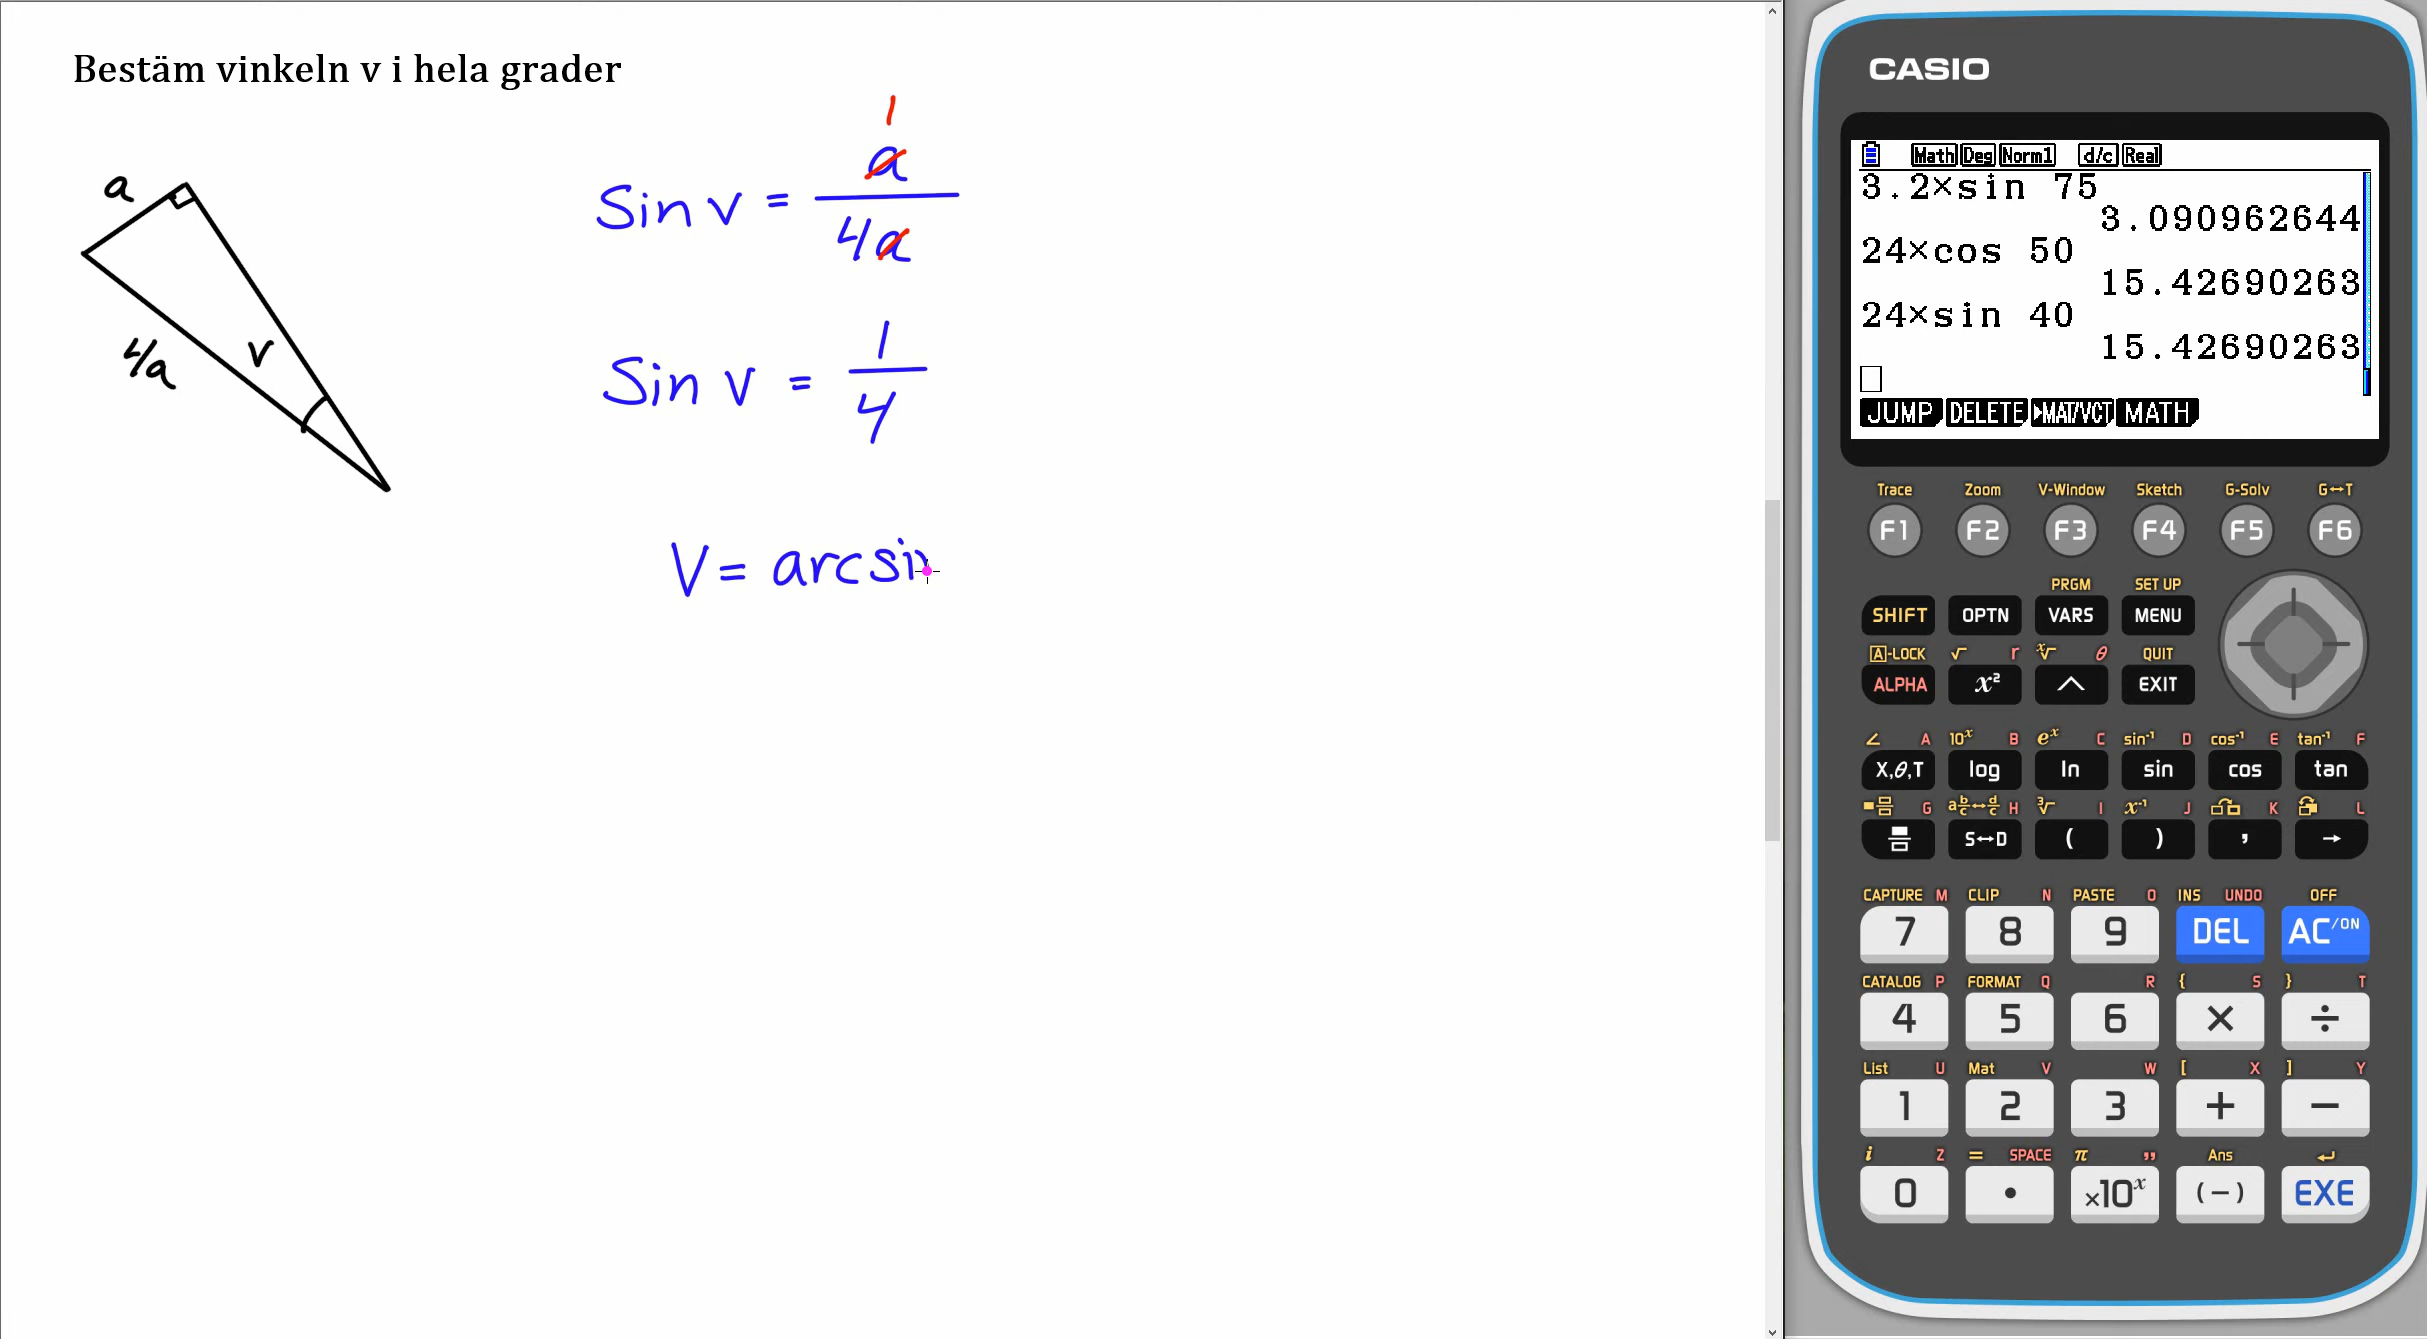 Bestäm vinkeln v i hela grader
a
4a
v
1
Sin v = a / 4a
Sin v = 1 / 4
V = arcsin
CASIO
Math Deg Norm1 d/c Real
3.2×sin 75
3.090962644
24×cos 50
15.42690263
24×sin 40
15.42690263
JUMP DELETE ▶MAT/VCT MATH
Trace Zoom V-Window Sketch G-Solv G↔T
F1 F2 F3 F4 F5 F6
PRGM SET UP
SHIFT OPTN VARS MENU
A-LOCK √ r ˣ√ θ QUIT
ALPHA x² ^ EXIT
∠ A 10ˣ B eˣ C sin⁻¹ D cos⁻¹ E tan⁻¹ F
X,θ,T log ln sin cos tan
G a b/c↔d/c H ³√ I x⁻¹ J K L
S↔D ( ) , →
CAPTURE M CLIP N PASTE O INS UNDO OFF
7 8 9 DEL AC/ON
CATALOG P FORMAT Q R { S } T
4 5 6 × ÷
List U Mat V W [ X ] Y
1 2 3 + −
i Z = SPACE π " Ans ↵
0 • ×10ˣ (−) EXE